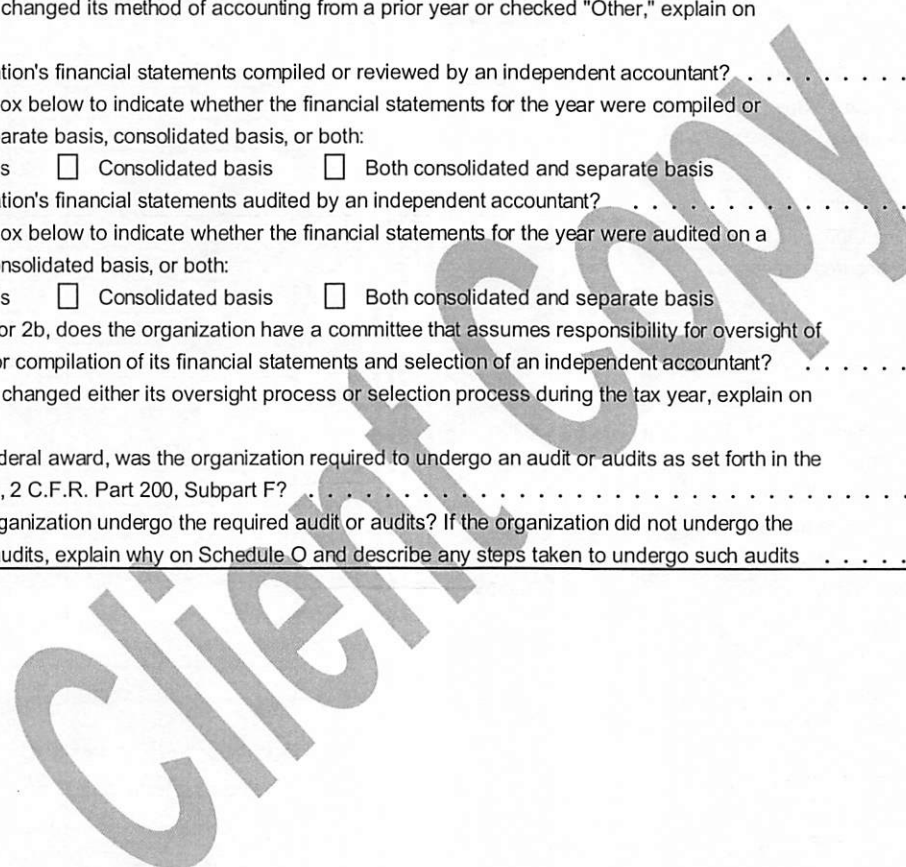 changed its method of accounting from a prior year or checked "Other," explain on
tion's financial statements compiled or reviewed by an independent accountant? . . . . . . . . .
ox below to indicate whether the financial statements for the year were compiled or
arate basis, consolidated basis, or both:
s ☐ Consolidated basis ☐ Both consolidated and separate basis
tion's financial statements audited by an independent accountant? . . . . . . . . . . . . . . .
ox below to indicate whether the financial statements for the year were audited on a
nsolidated basis, or both:
s ☐ Consolidated basis ☐ Both consolidated and separate basis
or 2b, does the organization have a committee that assumes responsibility for oversight of
or compilation of its financial statements and selection of an independent accountant? . . . . . .
changed either its oversight process or selection process during the tax year, explain on
deral award, was the organization required to undergo an audit or audits as set forth in the
, 2 C.F.R. Part 200, Subpart F? . . . . . . . . . . . . . . . . . . . . . . . . . . . . . . . . . .
ganization undergo the required audit or audits? If the organization did not undergo the
udits, explain why on Schedule O and describe any steps taken to undergo such audits . . . . .
Client Copy